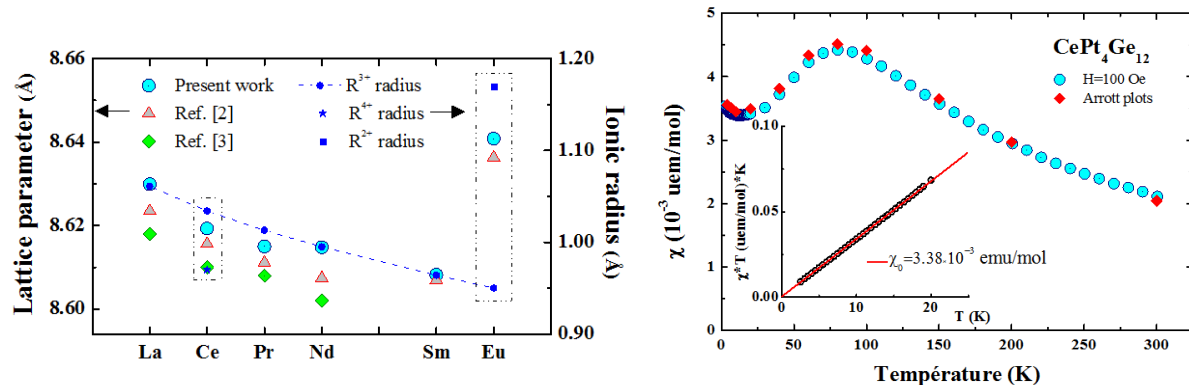 Lattice parameter (Å)
8.66
8.64
8.62
8.60
Present work
Ref. [2]
Ref. [3]
R³⁺ radius
R⁴⁺ radius
R²⁺ radius
1.20
1.10
1.00
0.90
Ionic radius (Å)
La Ce Pr Nd Sm Eu
χ (10⁻³ uem/mol)
5
4
3
2
1
0
CePt₄Ge₁₂
H=100 Oe
Arrott plots
χ*T (uem/mol)*K
0.10
0.05
0.00
χ₀=3.38.10⁻³ emu/mol
0 10 20
T (K)
0 50 100 150 200 250 300
Température (K)